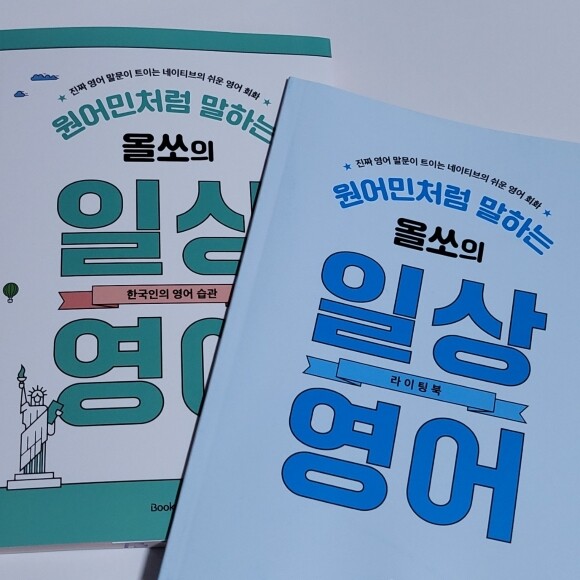 진짜 영어 말문이 트이는 네이티브의 쉬운 영어 회화
원어민처럼 말하는
올쏘의
일상
한국인의 영어 습관
영어
Book
진짜 영어 말문이 트이는 네이티브의 쉬운 영어 회화
원어민처럼 말하는
올쏘의
일상
라이팅북
영어